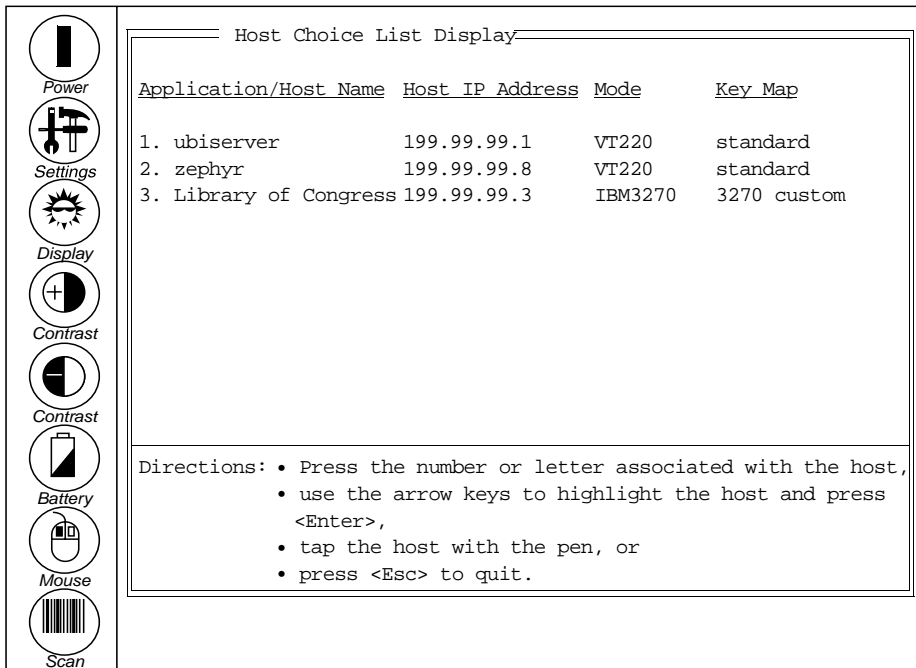 Power
Settings
Display
Contrast
Contrast
Battery
Mouse
Scan
Host Choice List Display
Application/Host Name Host IP Address Mode Key Map
1. ubiserver 199.99.99.1 VT220 standard
2. zephyr 199.99.99.8 VT220 standard
3. Library of Congress 199.99.99.3 IBM3270 3270 custom
Directions: • Press the number or letter associated with the host,
• use the arrow keys to highlight the host and press
<Enter>,
• tap the host with the pen, or
• press <Esc> to quit.